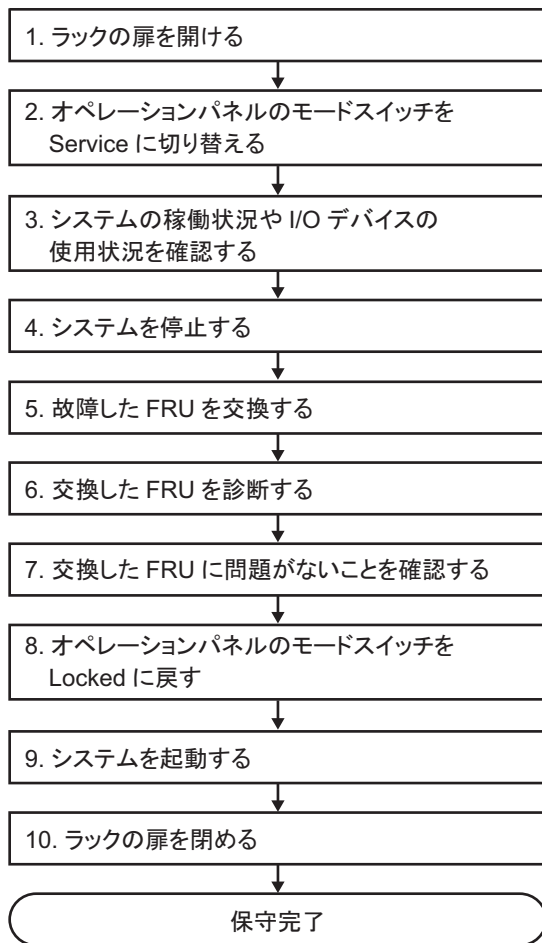 1. ラックの扉を開ける
2. オペレーションパネルのモードスイッチを
Service に切り替える
3. システムの稼働状況や I/O デバイスの
使用状況を確認する
4. システムを停止する
5. 故障した FRU を交換する
6. 交換した FRU を診断する
7. 交換した FRU に問題がないことを確認する
8. オペレーションパネルのモードスイッチを
Locked に戻す
9. システムを起動する
10. ラックの扉を閉める
保守完了